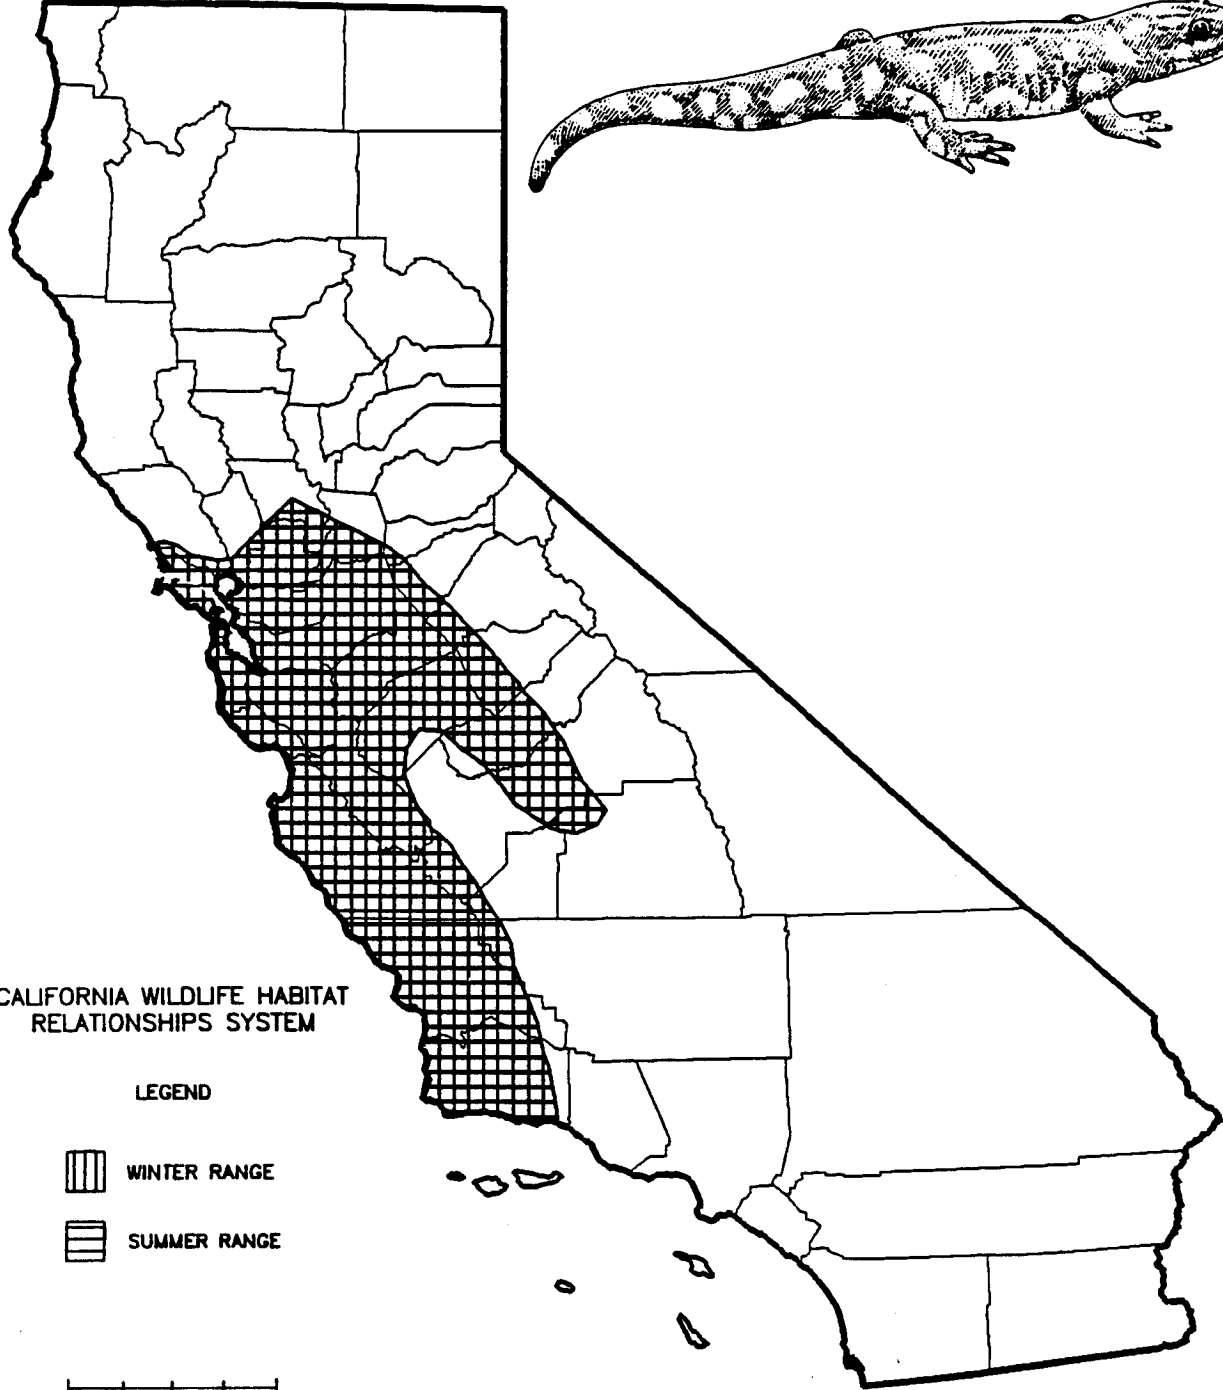 CALIFORNIA WILDLIFE HABITAT
RELATIONSHIPS SYSTEM
LEGEND
WINTER RANGE
SUMMER RANGE